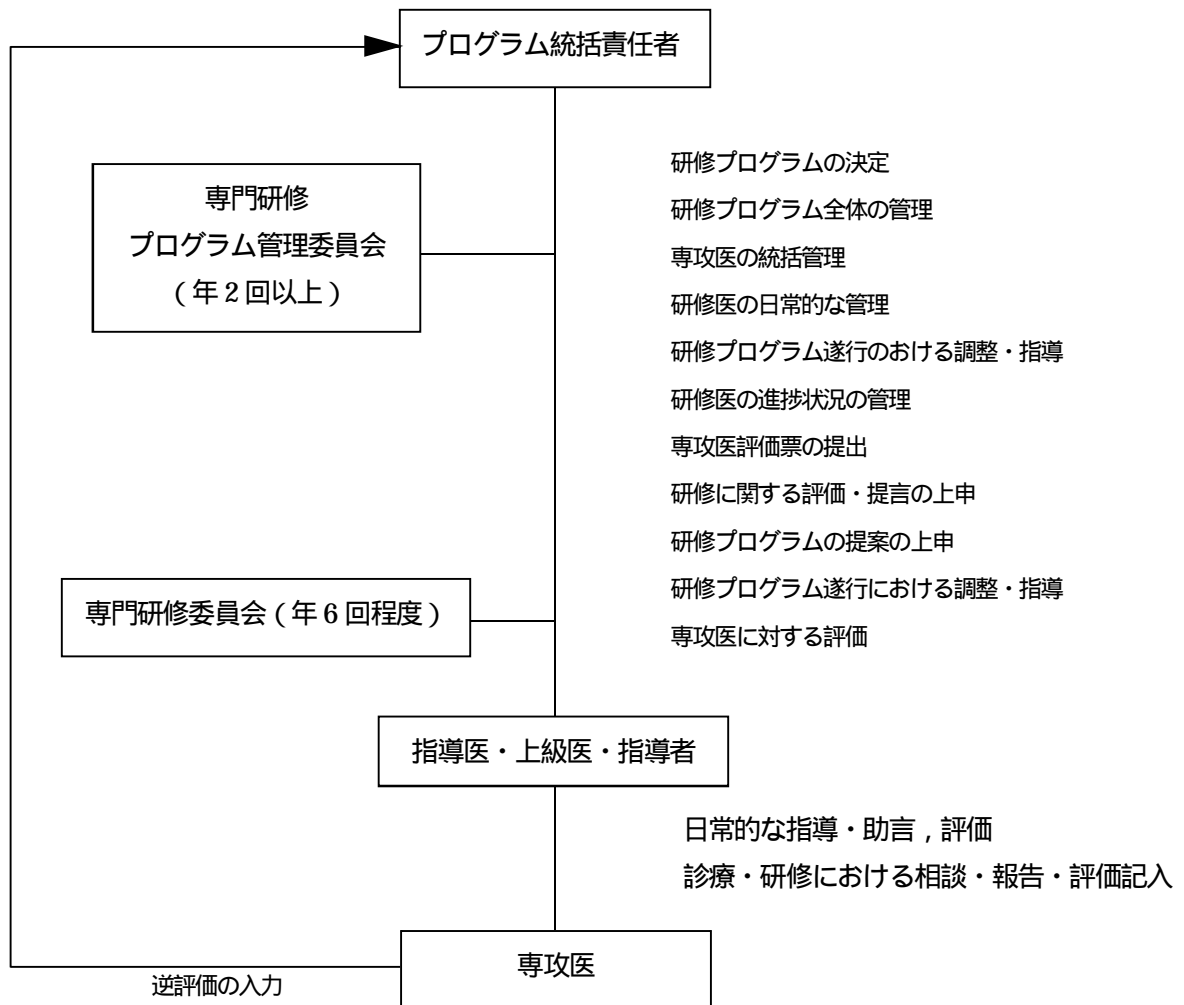 プログラム統括責任者
専門研修
プログラム管理委員会
（年２回以上）
研修プログラムの決定
研修プログラム全体の管理
専攻医の統括管理
研修医の日常的な管理
研修プログラム遂行のおける調整・指導
研修医の進捗状況の管理
専攻医評価票の提出
研修に関する評価・提言の上申
研修プログラムの提案の上申
研修プログラム遂行における調整・指導
専攻医に対する評価
専門研修委員会（年６回程度）
指導医・上級医・指導者
日常的な指導・助言，評価
診療・研修における相談・報告・評価記入
専攻医
逆評価の入力